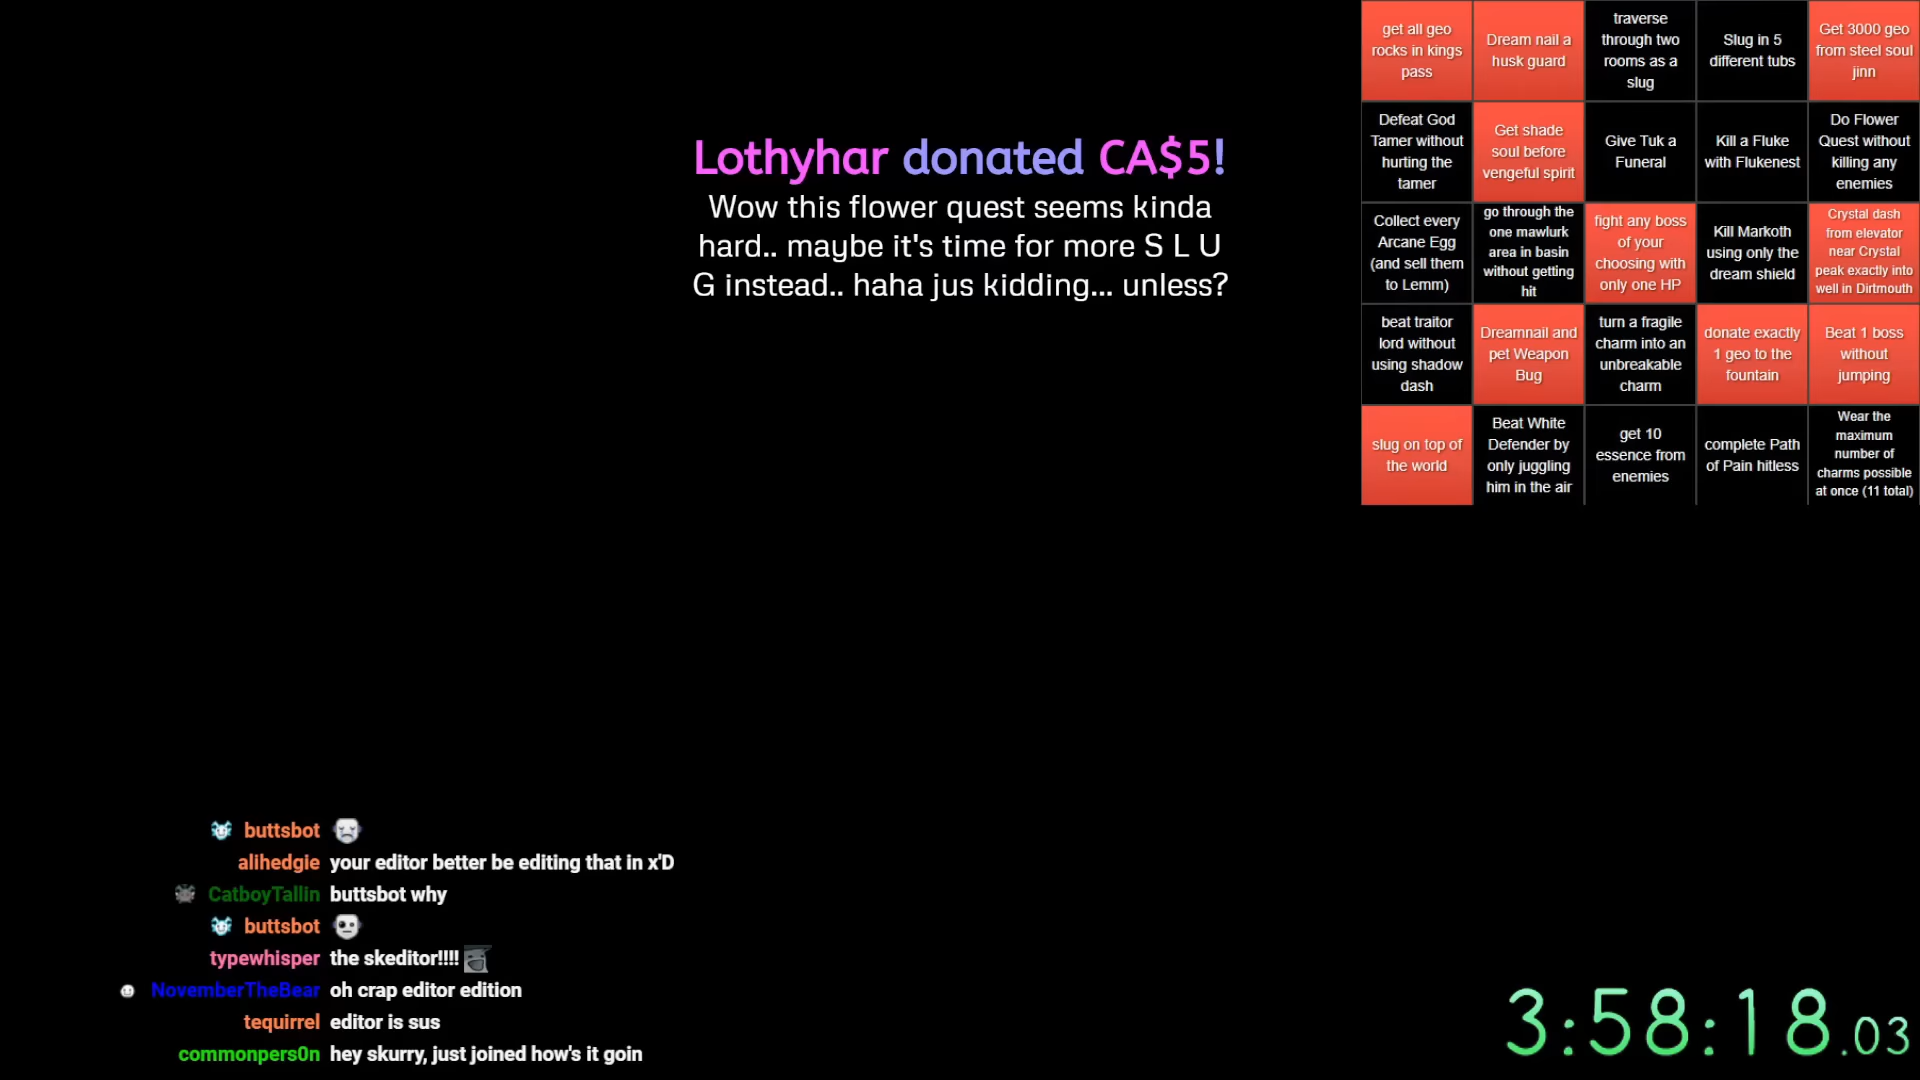 Lothyhar donated CA$5!
Wow this flower quest seems kinda
hard.. maybe it's time for more S L U
G instead.. haha jus kidding... unless?
get all geo
rocks in kings
pass
Dream nail a
husk guard
traverse
through two
rooms as a
slug
Slug in 5
different tubs
Get 3000 geo
from steel soul
jinn
Defeat God
Tamer without
hurting the
tamer
Get shade
soul before
vengeful spirit
Give Tuk a
Funeral
Kill a Fluke
with Flukenest
Do Flower
Quest without
killing any
enemies
Collect every
Arcane Egg
(and sell them
to Lemm)
go through the
one mawlurk
area in basin
without getting
hit
fight any boss
of your
choosing with
only one HP
Kill Markoth
using only the
dream shield
Crystal dash
from elevator
near Crystal
peak exactly into
well in Dirtmouth
beat traitor
lord without
using shadow
dash
Dreamnail and
pet Weapon
Bug
turn a fragile
charm into an
unbreakable
charm
donate exactly
1 geo to the
fountain
Beat 1 boss
without
jumping
slug on top of
the world
Beat White
Defender by
only juggling
him in the air
get 10
essence from
enemies
complete Path
of Pain hitless
Wear the
maximum
number of
charms possible
at once (11 total)
buttsbot
alihedgie your editor better be editing that in x'D
CatboyTallin buttsbot why
buttsbot
typewhisper the skeditor!!!!
NovemberTheBear oh crap editor edition
tequirrel editor is sus
commonpers0n hey skurry, just joined how's it goin
3:58:18.03